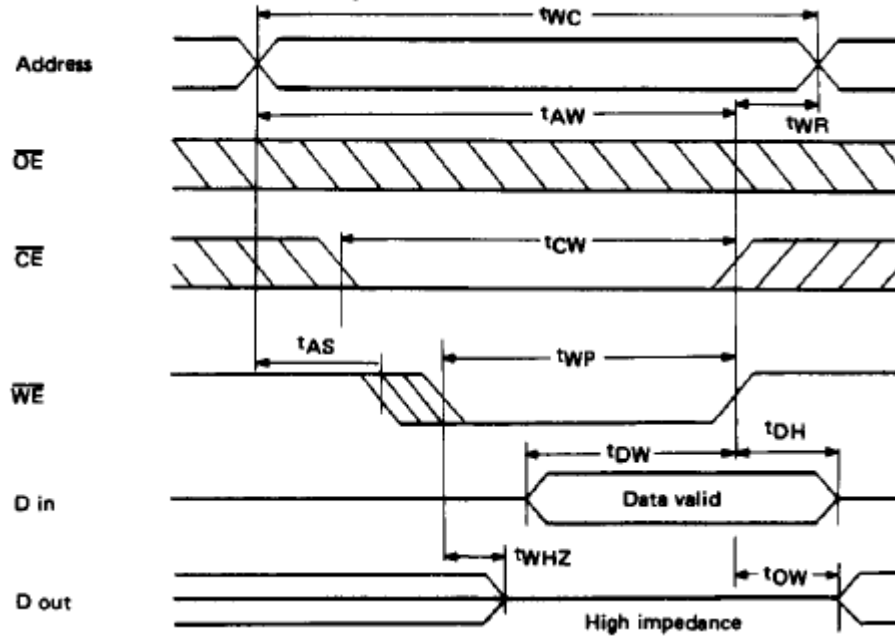 tWC
Address
tAW
tWR
OE
CE
tCW
tAS
tWP
WE
tDW
tDH
D in
Data valid
tWHZ
tOW
D out
High impedance